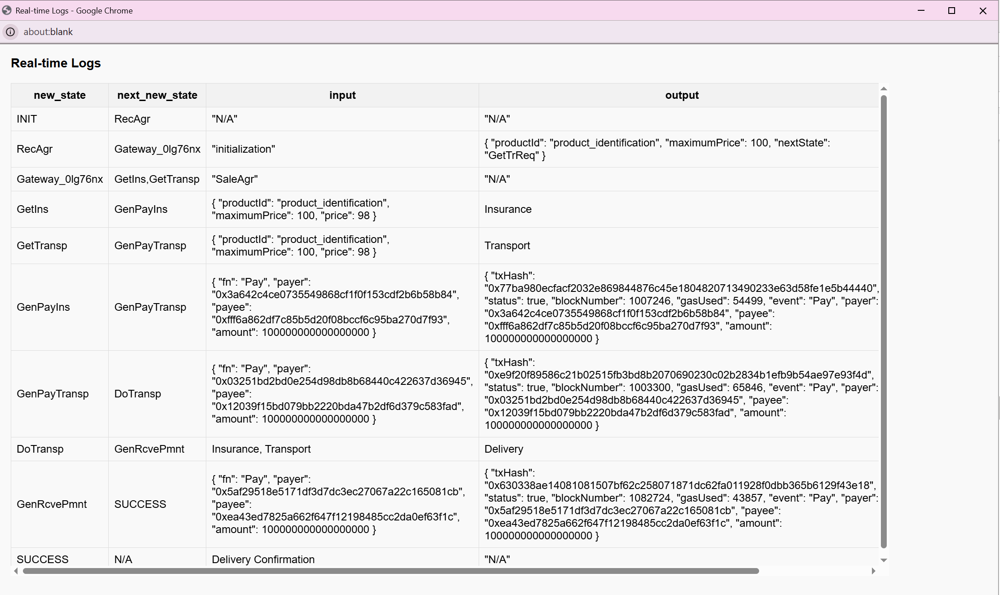 Real-time Logs - Google Chrome
about:blank
Real-time Logs
new_state next_new_state input output
INIT RecAgr "N/A" "N/A"
RecAgr Gateway_0lg76nx "initialization" { "productId": "product_identification", "maximumPrice": 100, "nextState":
"GetTrReq" }
Gateway_0lg76nx GetIns,GetTransp "SaleAgr" "N/A"
GetIns GenPayIns { "productId": "product_identification",
"maximumPrice": 100, "price": 98 } Insurance
GetTransp GenPayTransp { "productId": "product_identification",
"maximumPrice": 100, "price": 98 } Transport
GenPayIns GenPayTransp
{ "fn": "Pay", "payer":
"0x3a642c4ce0735549868cf1f0f153cdf2b6b58b84",
"payee":
"0xfff6a862df7c85b5d20f08bccf6c95ba270d7f93",
"amount": 100000000000000000 }
{ "txHash":
"0x77ba980ecfacf2032e869844876c45e1804820713490233e63d58fe1e5b44440",
"status": true, "blockNumber": 1007246, "gasUsed": 54499, "event": "Pay", "payer":
"0x3a642c4ce0735549868cf1f0f153cdf2b6b58b84", "payee":
"0xfff6a862df7c85b5d20f08bccf6c95ba270d7f93", "amount":
100000000000000000 }
GenPayTransp DoTransp
{ "fn": "Pay", "payer":
"0x03251bd2bd0e254d98db8b68440c422637d36945",
"payee":
"0x12039f15bd079bb2220bda47b2df6d379c583fad",
"amount": 100000000000000000 }
{ "txHash":
"0xe9f20f89586c21b02515fb3bd8b2070690230c02b2834b1efb9b54ae97e93f4d",
"status": true, "blockNumber": 1003300, "gasUsed": 65846, "event": "Pay", "payer":
"0x03251bd2bd0e254d98db8b68440c422637d36945", "payee":
"0x12039f15bd079bb2220bda47b2df6d379c583fad", "amount":
100000000000000000 }
DoTransp GenRcvePmnt Insurance, Transport Delivery
GenRcvePmnt SUCCESS
{ "fn": "Pay", "payer":
"0x5af29518e5171df3d7dc3ec27067a22c165081cb",
"payee":
"0xea43ed7825a662f647f12198485cc2da0ef63f1c",
"amount": 100000000000000000 }
{ "txHash":
"0x630338ae14081081507bf62c258071871dc62fa011928f0dbb365b6129f43e18",
"status": true, "blockNumber": 1082724, "gasUsed": 43857, "event": "Pay", "payer":
"0x5af29518e5171df3d7dc3ec27067a22c165081cb", "payee":
"0xea43ed7825a662f647f12198485cc2da0ef63f1c", "amount":
100000000000000000 }
SUCCESS N/A Delivery Confirmation "N/A"